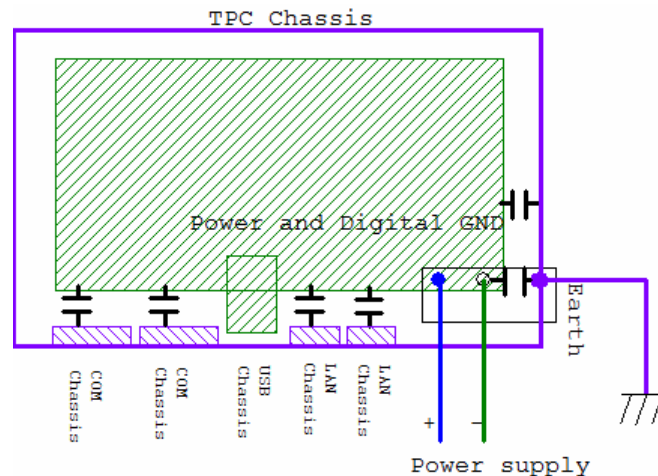 TPC Chassis
Power and Digital GND
Earth
COM
Chassis
COM
Chassis
USB
Chassis
LAN
Chassis
LAN
Chassis
+ −
Power supply